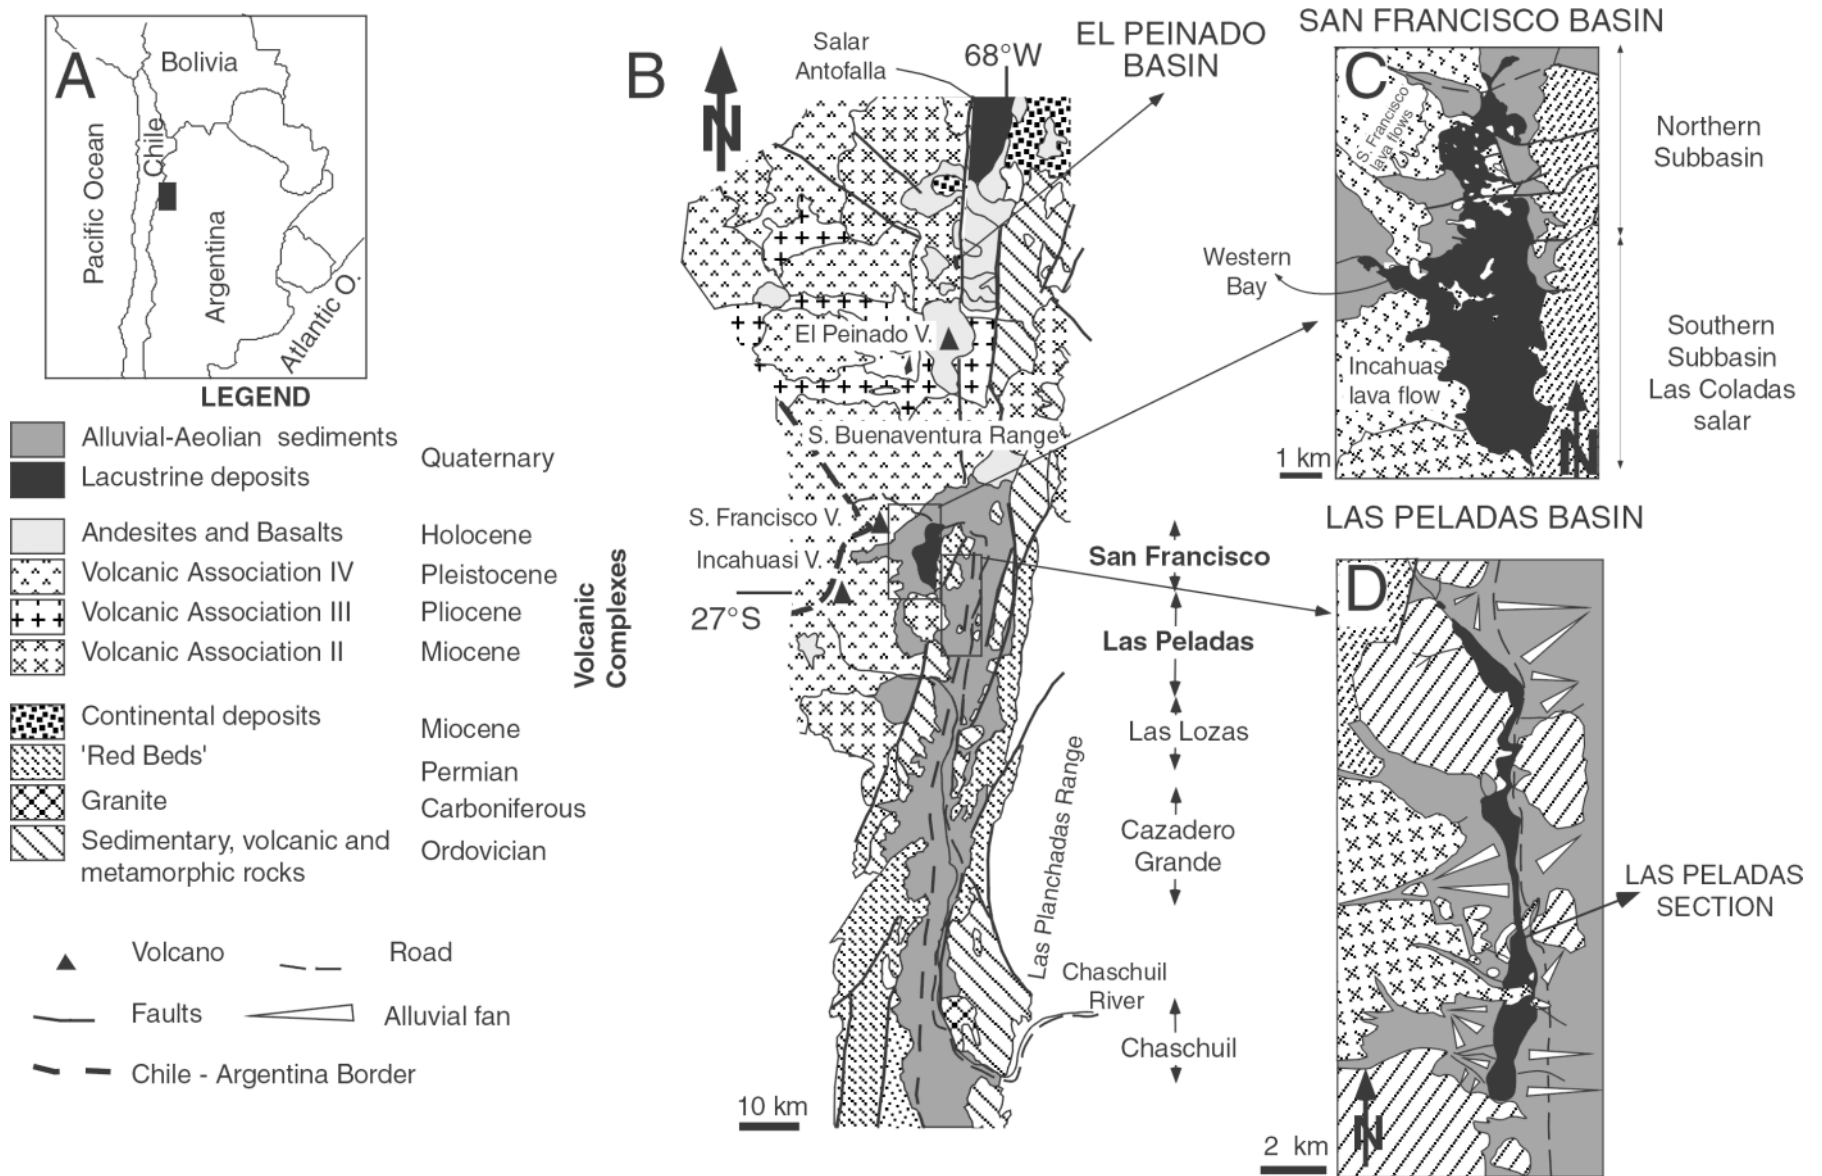 A
Bolivia
Pacific Ocean
Chile
Argentina
Atlantic O.
LEGEND
Alluvial-Aeolian sediments
Lacustrine deposits
Quaternary
Andesites and Basalts Holocene
Volcanic Association IV Pleistocene
Volcanic Association III Pliocene
Volcanic Association II Miocene
Volcanic
Complexes
Continental deposits Miocene
'Red Beds' Permian
Granite Carboniferous
Sedimentary, volcanic and
metamorphic rocks
Ordovician
Volcano
Road
Faults
Alluvial fan
Chile - Argentina Border
B
N
Salar
Antofalla
68°W
EL PEINADO
BASIN
El Peinado V.
S. Buenaventura Range
S. Francisco V.
Incahuasi V.
27°S
San Francisco
Las Peladas
Las Lozas
Cazadero
Grande
Las Planchadas Range
Chaschuil
River
Chaschuil
10 km
SAN FRANCISCO BASIN
C
S. Francisco
lava flows
Northern
Subbasin
Western
Bay
Southern
Subbasin
Las Coladas
salar
Incahuas
lava flow
N
1 km
LAS PELADAS BASIN
D
LAS PELADAS
SECTION
N
2 km